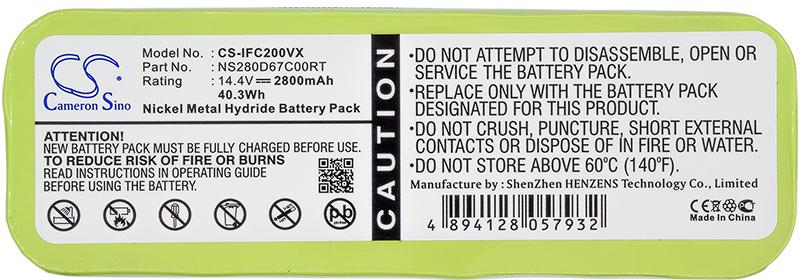 CS
Cameron Sino
Model No. : CS-IFC200VX
Part No. : NS280D67C00RT
Rating : 14.4V⎓2800mAh
40.3Wh
Nickel Metal Hydride Battery Pack
ATTENTION!
NEW BATTERY PACK MUST BE FULLY CHARGED BEFORE USING
TO REDUCE RISK OF FIRE OR BURNS
READ INSTRUCTIONS IN OPERATING GUIDE
BEFORE USING THE BATTERY.
pb
CAUTION
•DO NOT ATTEMPT TO DISASSEMBLE, OPEN OR
SERVICE THE BATTERY PACK.
•REPLACE ONLY WITH THE BATTERY PACK
DESIGNATED FOR THIS PRODUCT.
•DO NOT CRUSH, PUNCTURE, SHORT EXTERNAL
CONTACTS OR DISPOSE OF IN FIRE OR WATER.
•DO NOT STORE ABOVE 60°C (140°F).
Manufacture by : ShenZhen HENZENS Technology Co., Limited
4 894128 057932
CE
Made In China